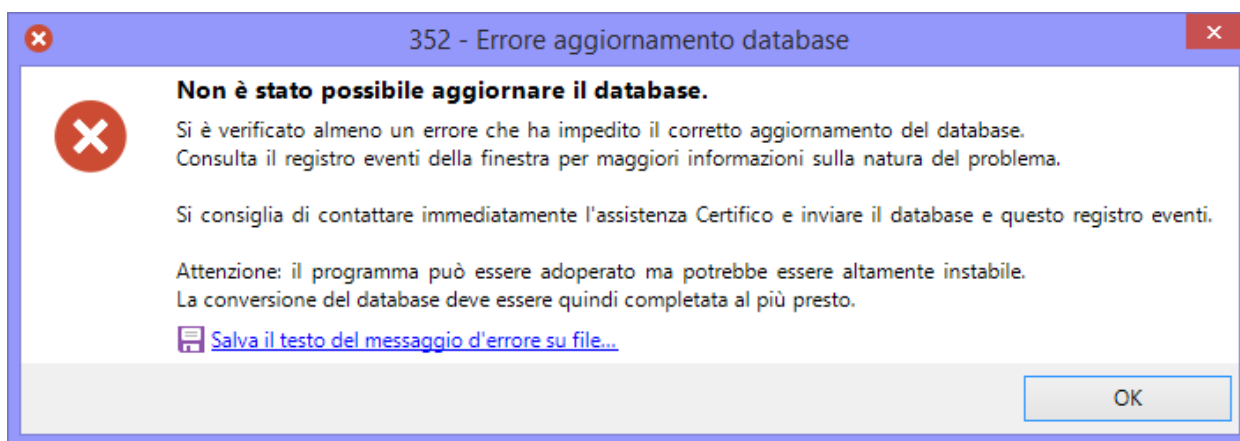 352 - Errore aggiornamento database
Non è stato possibile aggiornare il database.
Si è verificato almeno un errore che ha impedito il corretto aggiornamento del database.
Consulta il registro eventi della finestra per maggiori informazioni sulla natura del problema.
Si consiglia di contattare immediatamente l'assistenza Certifico e inviare il database e questo registro eventi.
Attenzione: il programma può essere adoperato ma potrebbe essere altamente instabile.
La conversione del database deve essere quindi completata al più presto.
Salva il testo del messaggio d'errore su file...
OK